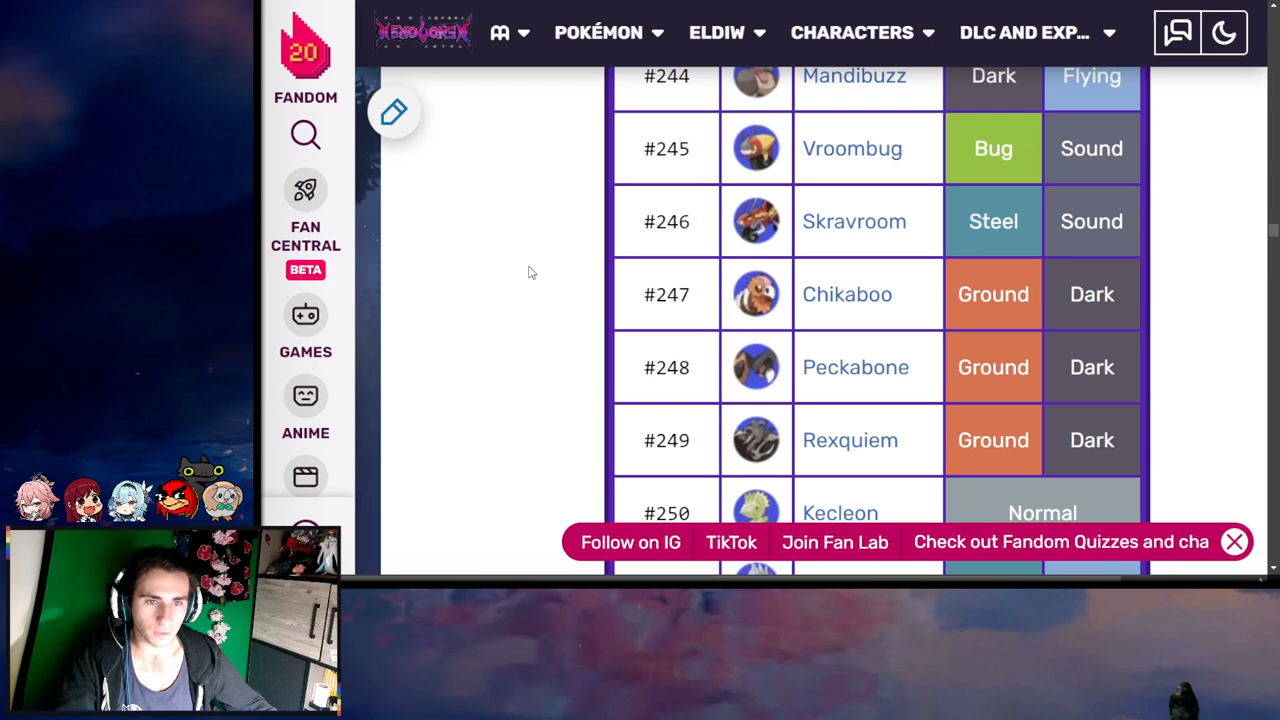 20
FANDOM
FAN
CENTRAL
BETA
GAMES
ANIME
POKÉMON
ELDIW
CHARACTERS
DLC AND EXP...
#244 Mandibuzz Dark Flying
#245 Vroombug Bug Sound
#246 Skravroom Steel Sound
#247 Chikaboo Ground Dark
#248 Peckabone Ground Dark
#249 Rexquiem Ground Dark
#250 Kecleon Normal
Follow on IG TikTok Join Fan Lab Check out Fandom Quizzes and cha